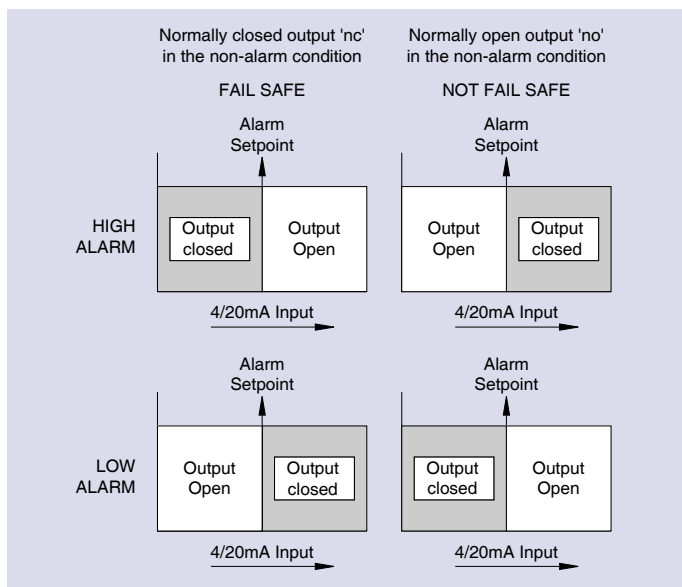 Normally closed output 'nc'
in the non-alarm condition
FAIL SAFE
Normally open output 'no'
in the non-alarm condition
NOT FAIL SAFE
HIGH
ALARM
Alarm
Setpoint
Output
closed
Output
Open
4/20mA Input
Alarm
Setpoint
Output
Open
Output
closed
4/20mA Input
LOW
ALARM
Alarm
Setpoint
Output
Open
Output
closed
4/20mA Input
Alarm
Setpoint
Output
closed
Output
Open
4/20mA Input